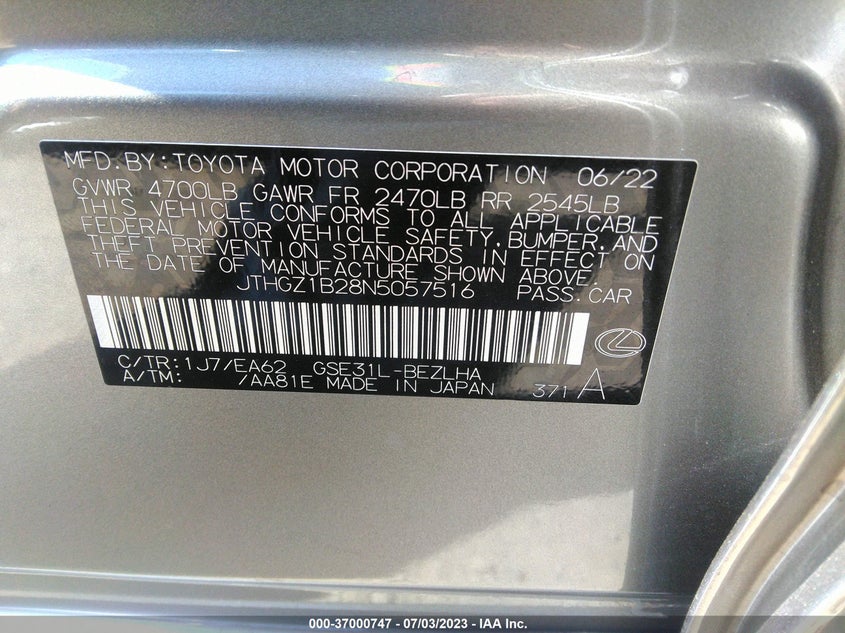 MFD.BY:TOYOTA MOTOR CORPORATION 06/22
GVWR 4700LB GAWR FR 2470LB RR 2545LB
THIS VEHICLE CONFORMS TO ALL APPLICABLE
FEDERAL MOTOR VEHICLE SAFETY,BUMPER,AND
THEFT PREVENTION STANDARDS IN EFFECT ON
THE DATE OF MANUFACTURE SHOWN ABOVE.
JTHGZ1B28N5057516 PASS.CAR
C/TR:1J7/EA62 GSE31L-BEZLHA
A/TM: /AA81E MADE IN JAPAN 371 A
000-37000747 - 07/03/2023 - IAA Inc.